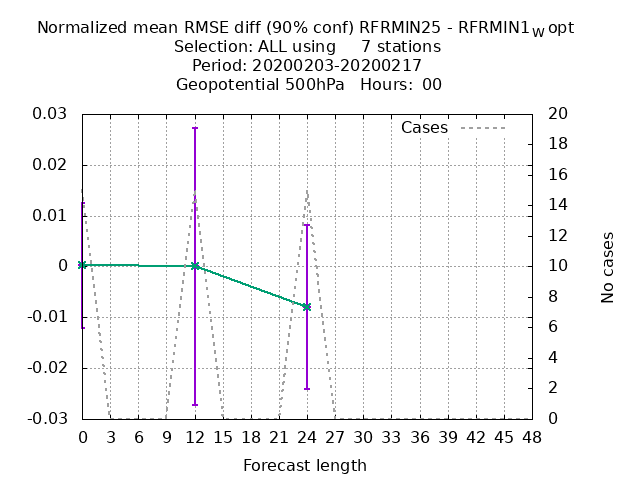 Normalized mean RMSE diff (90% conf) RFRMIN25 - RFRMIN1wopt
Selection: ALL using 7 stations
Period: 20200203-20200217
Geopotential 500hPa Hours: 00
0.03
0.02
0.01
0
-0.01
-0.02
-0.03
Cases
20
18
16
14
12
10
8
6
4
2
0
No cases
0 3 6 9 12 15 18 21 24 27 30 33 36 39 42 45 48
Forecast length